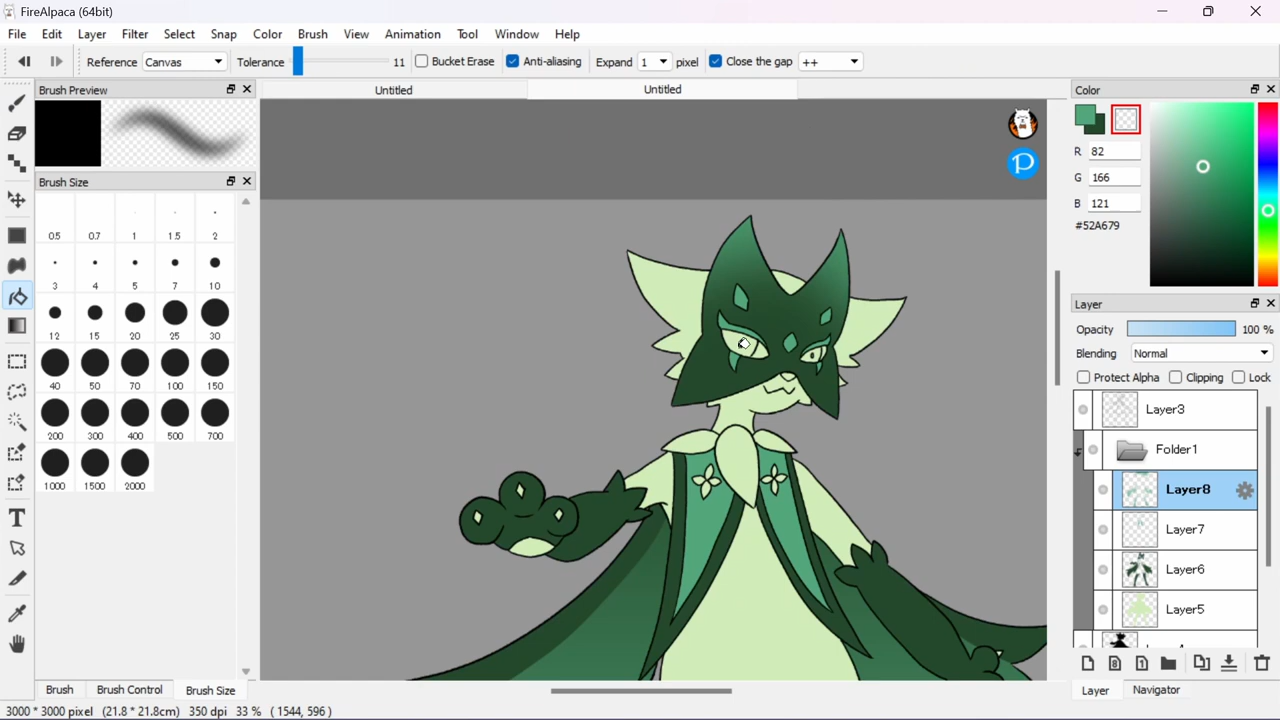 FireAlpaca (64bit)
File Edit Layer Filter Select Snap Color Brush View Animation Tool Window Help
Reference Canvas Tolerance 11 Bucket Erase Anti-aliasing Expand 1 pixel Close the gap ++
Brush Preview
Untitled
Untitled
Color
R 82
G 166
B 121
#52A679
Brush Size
0.5 0.7 1 1.5 2
3 4 5 7 10
12 15 20 25 30
40 50 70 100 150
200 300 400 500 700
1000 1500 2000
Layer
Opacity 100 %
Blending Normal
Protect Alpha Clipping Lock
Layer3
Folder1
Layer8
Layer7
Layer6
Layer5
Brush Brush Control Brush Size
Layer Navigator
3000 * 3000 pixel (21.8 * 21.8cm) 350 dpi 33 % ( 1544, 596 )